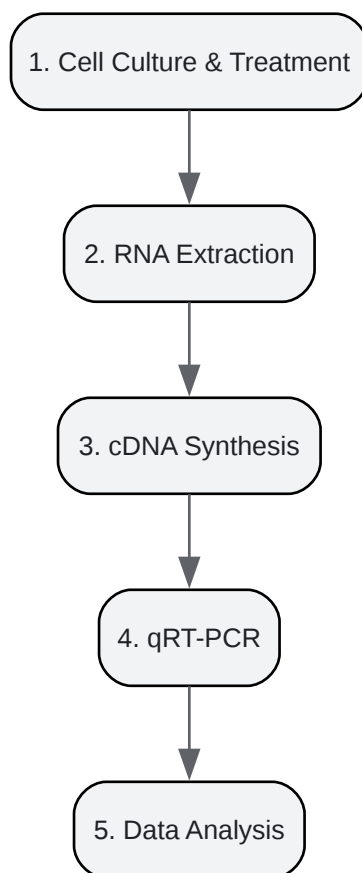 1. Cell Culture & Treatment
2. RNA Extraction
3. cDNA Synthesis
4. qRT-PCR
5. Data Analysis